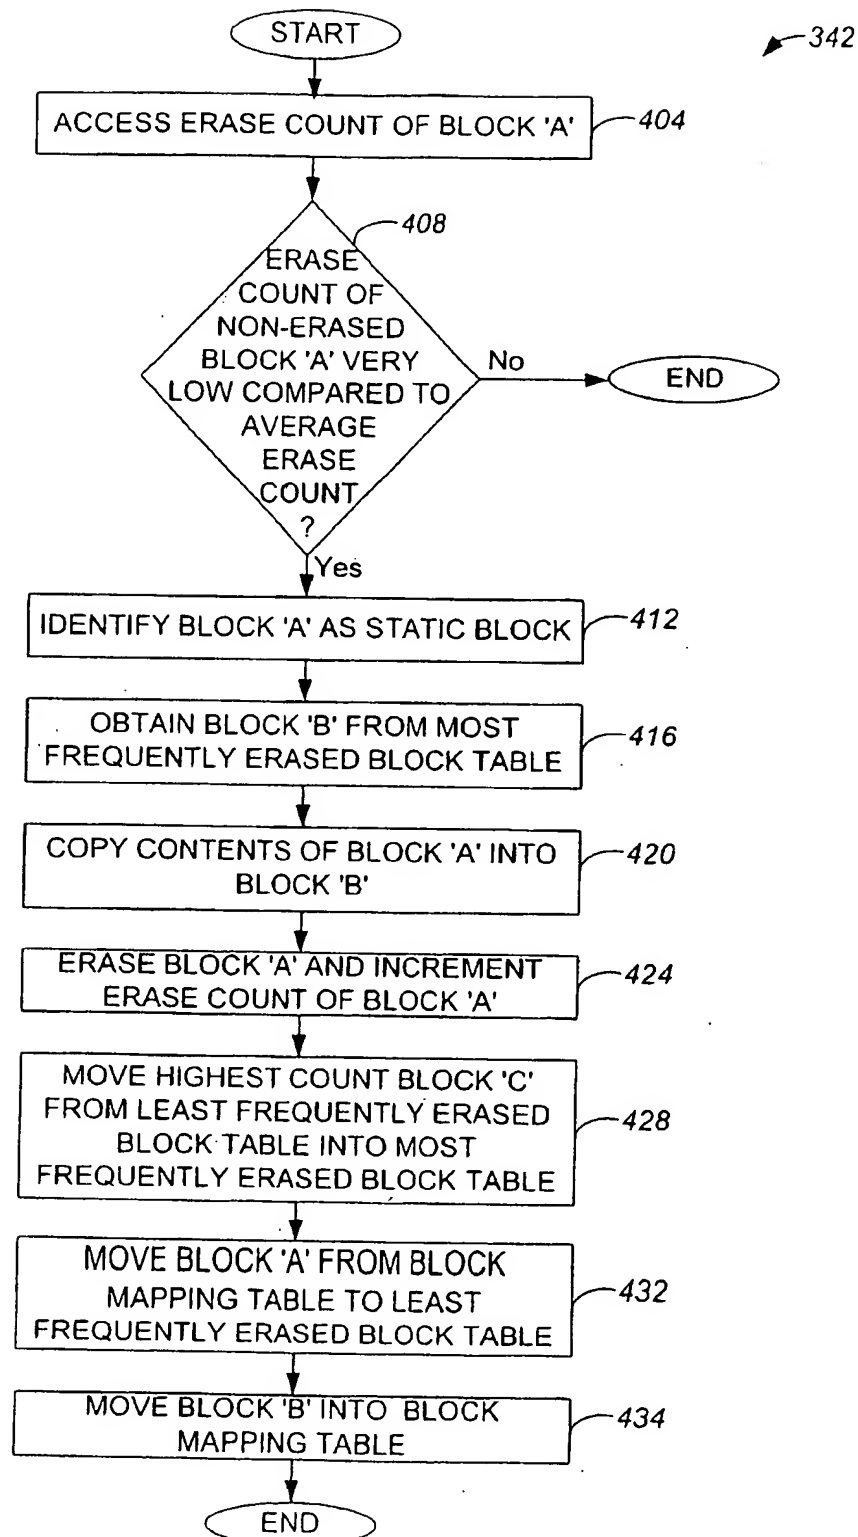 START
342
ACCESS ERASE COUNT OF BLOCK 'A'
404
408
ERASE
COUNT OF
NON-ERASED
BLOCK 'A' VERY
LOW COMPARED TO
AVERAGE
ERASE
COUNT
?
No
END
Yes
IDENTIFY BLOCK 'A' AS STATIC BLOCK
412
OBTAIN BLOCK 'B' FROM MOST
FREQUENTLY ERASED BLOCK TABLE
416
COPY CONTENTS OF BLOCK 'A' INTO
BLOCK 'B'
420
ERASE BLOCK 'A' AND INCREMENT
ERASE COUNT OF BLOCK 'A'
424
MOVE HIGHEST COUNT BLOCK 'C'
FROM LEAST FREQUENTLY ERASED
BLOCK TABLE INTO MOST
FREQUENTLY ERASED BLOCK TABLE
428
MOVE BLOCK 'A' FROM BLOCK
MAPPING TABLE TO LEAST
FREQUENTLY ERASED BLOCK TABLE
432
MOVE BLOCK 'B' INTO BLOCK
MAPPING TABLE
434
END